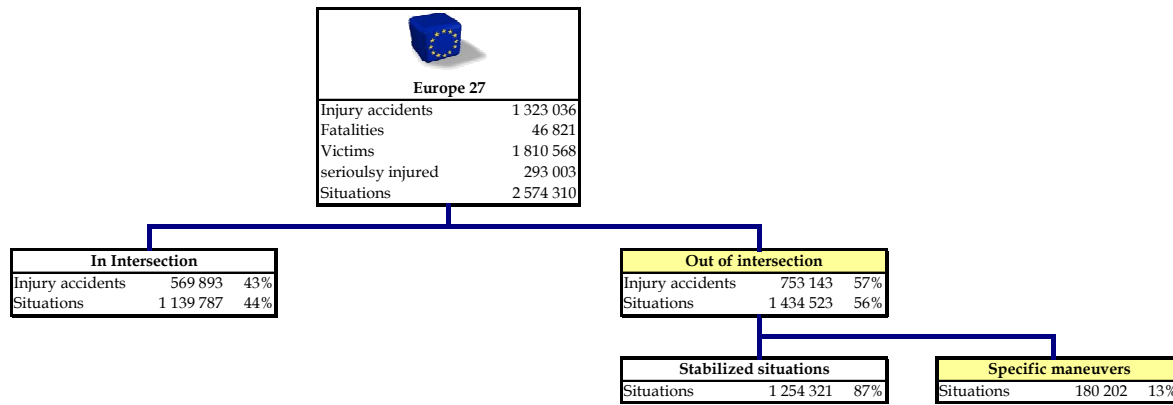 Europe 27
Injury accidents 1 323 036
Fatalities 46 821
Victims 1 810 568
serioulsy injured 293 003
Situations 2 574 310
In Intersection
Injury accidents 569 893 43%
Situations 1 139 787 44%
Out of intersection
Injury accidents 753 143 57%
Situations 1 434 523 56%
Stabilized situations
Situations 1 254 321 87%
Specific maneuvers
Situations 180 202 13%